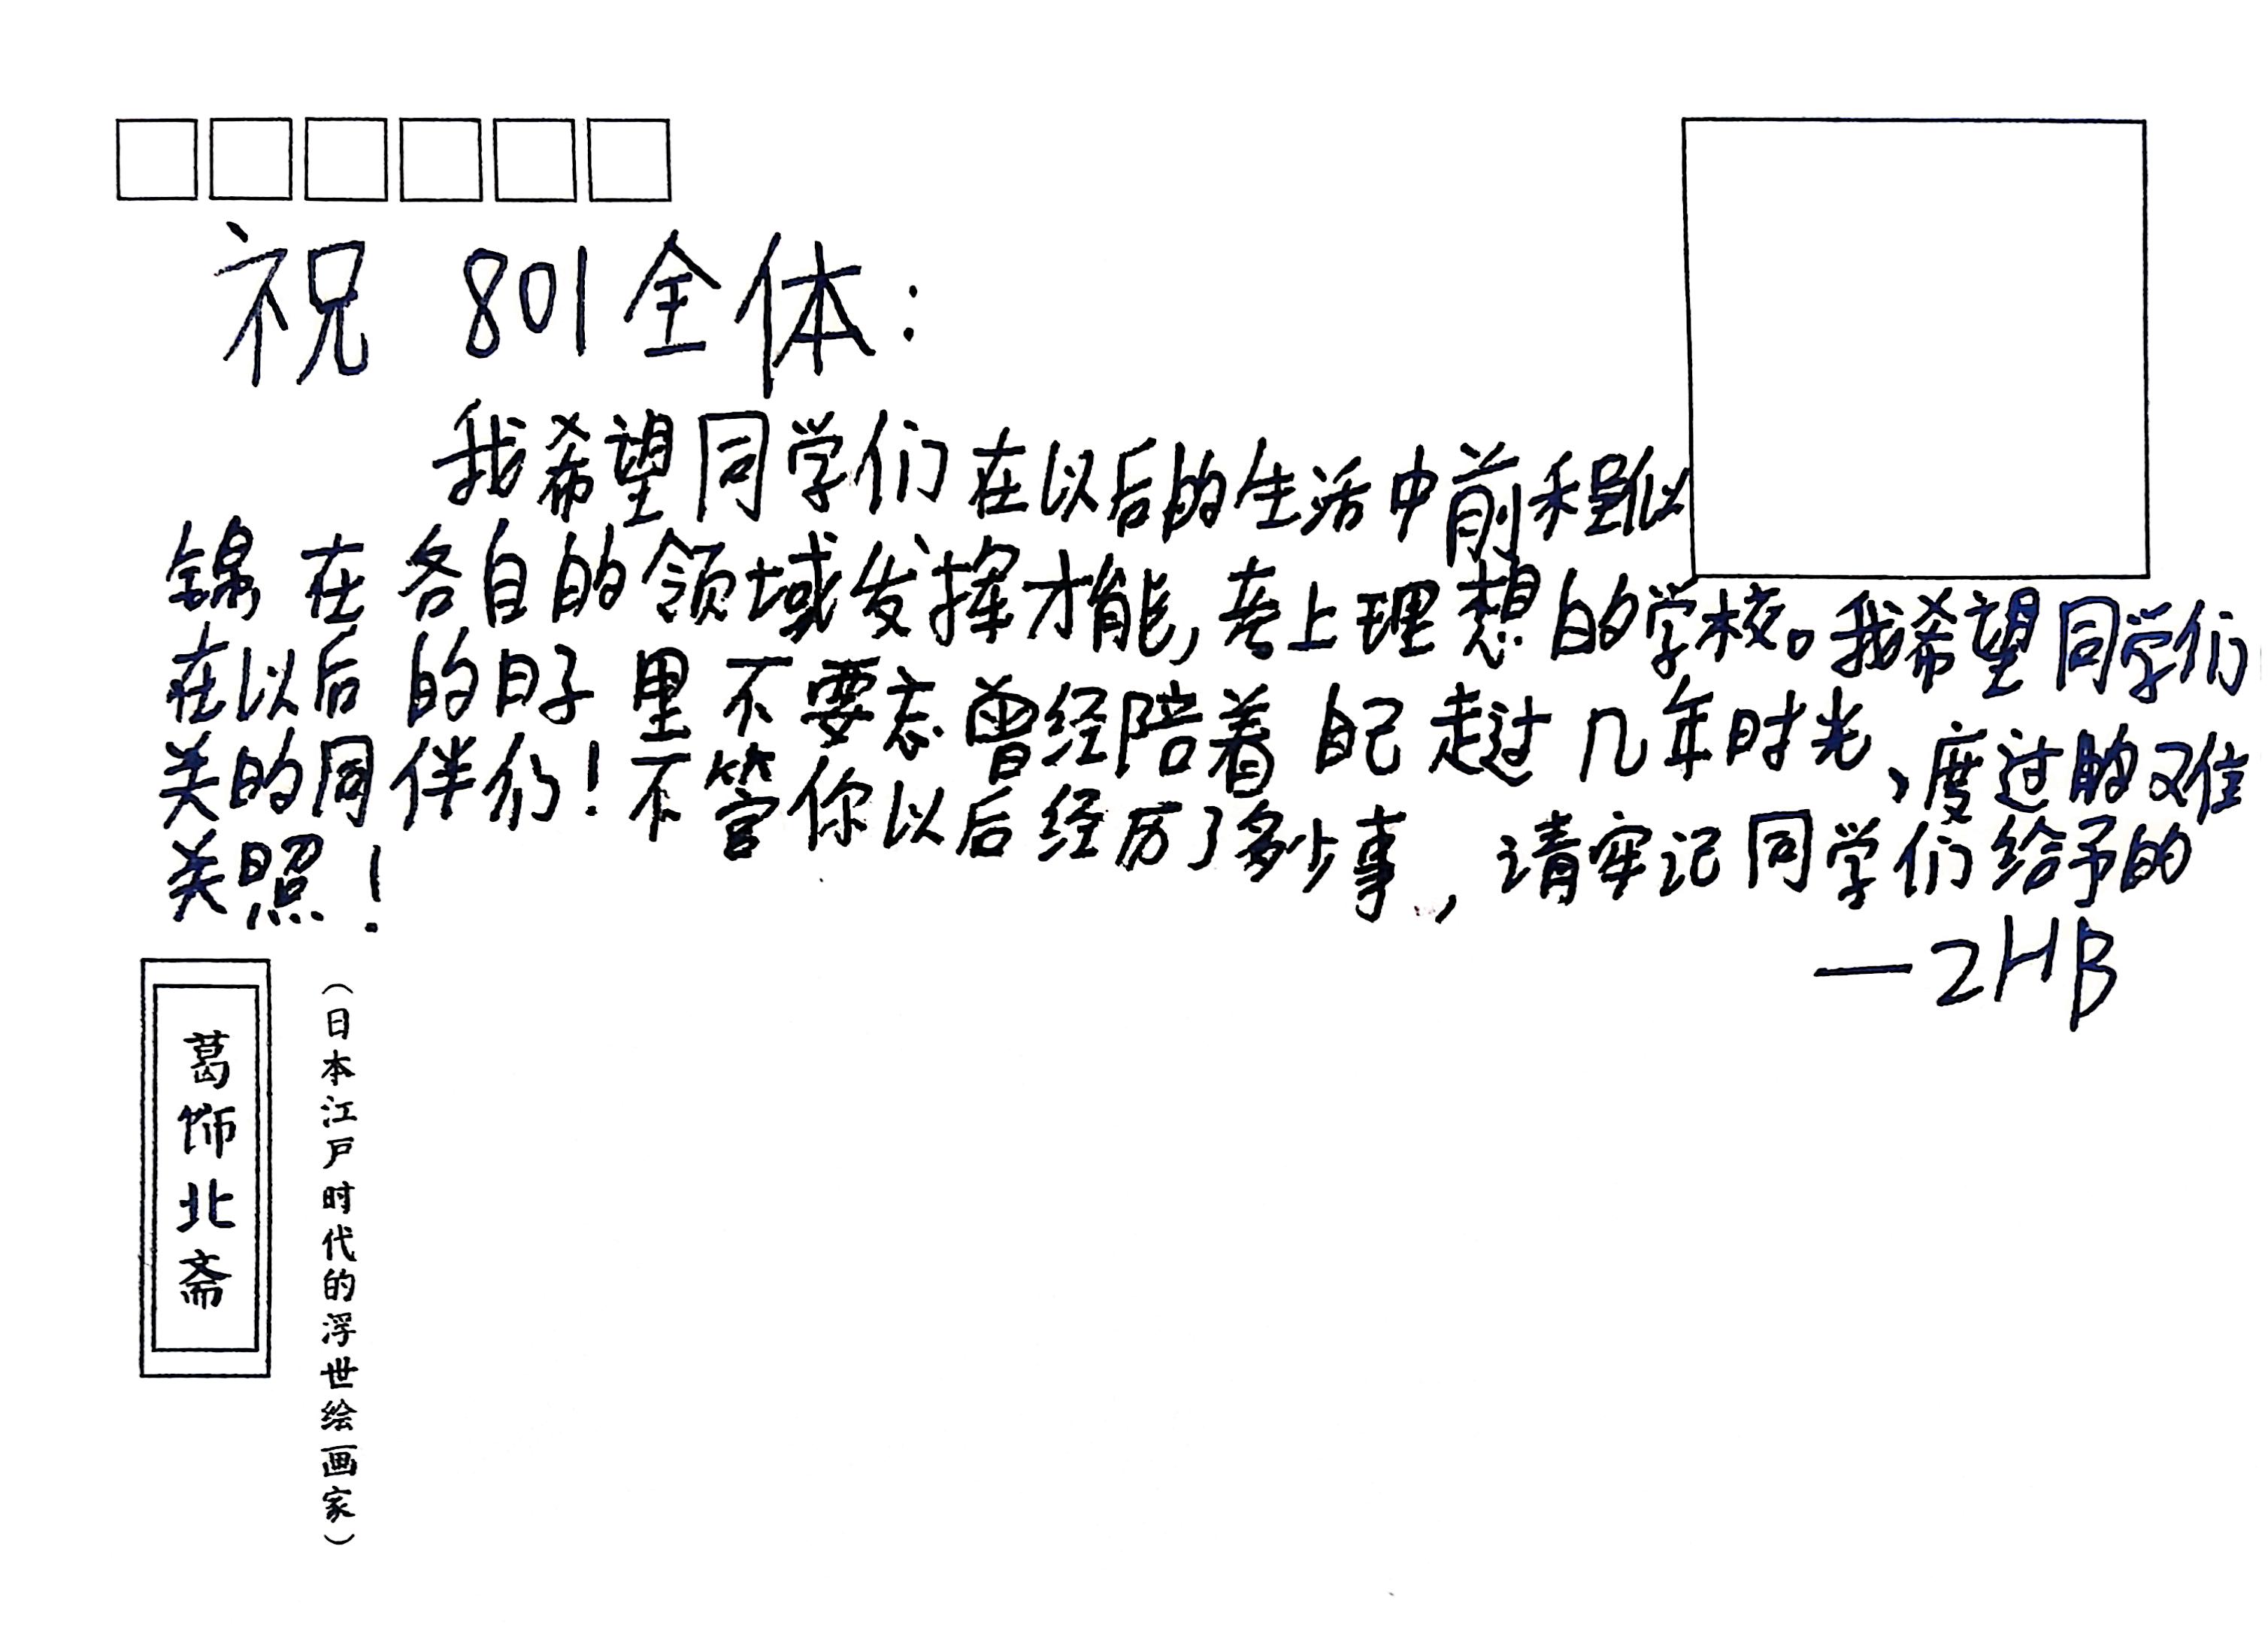 祝 801全体:
我希望同学们在以后的生活中前程似
锦 在各自的领域发挥才能,考上理想的学校。我希望同学们
在以后的日子里不要忘曾经陪着自己走过几年时光、度过的难
关的同伴们!不管你以后经历了多少事,请牢记同学们给予的
关照!
—ZHB
葛饰北斋
(日本江户时代的浮世绘画家)